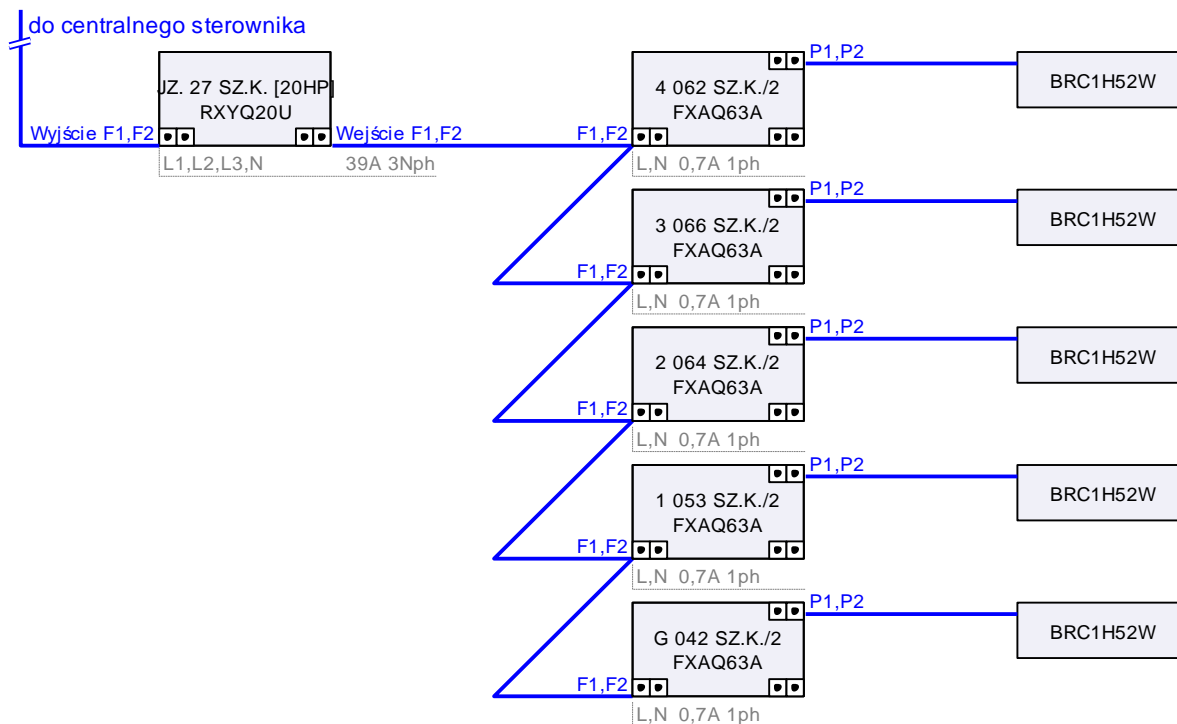 do centralnego sterownika
JZ. 27 SZ.K. [20HP]
RXYQ20U
Wyjście F1,F2
Wejście F1,F2
L1,L2,L3,N 39A 3Nph
4 062 SZ.K./2
FXAQ63A
F1,F2
L,N 0,7A 1ph
P1,P2
BRC1H52W
3 066 SZ.K./2
FXAQ63A
F1,F2
L,N 0,7A 1ph
P1,P2
BRC1H52W
2 064 SZ.K./2
FXAQ63A
F1,F2
L,N 0,7A 1ph
P1,P2
BRC1H52W
1 053 SZ.K./2
FXAQ63A
F1,F2
L,N 0,7A 1ph
P1,P2
BRC1H52W
G 042 SZ.K./2
FXAQ63A
F1,F2
L,N 0,7A 1ph
P1,P2
BRC1H52W